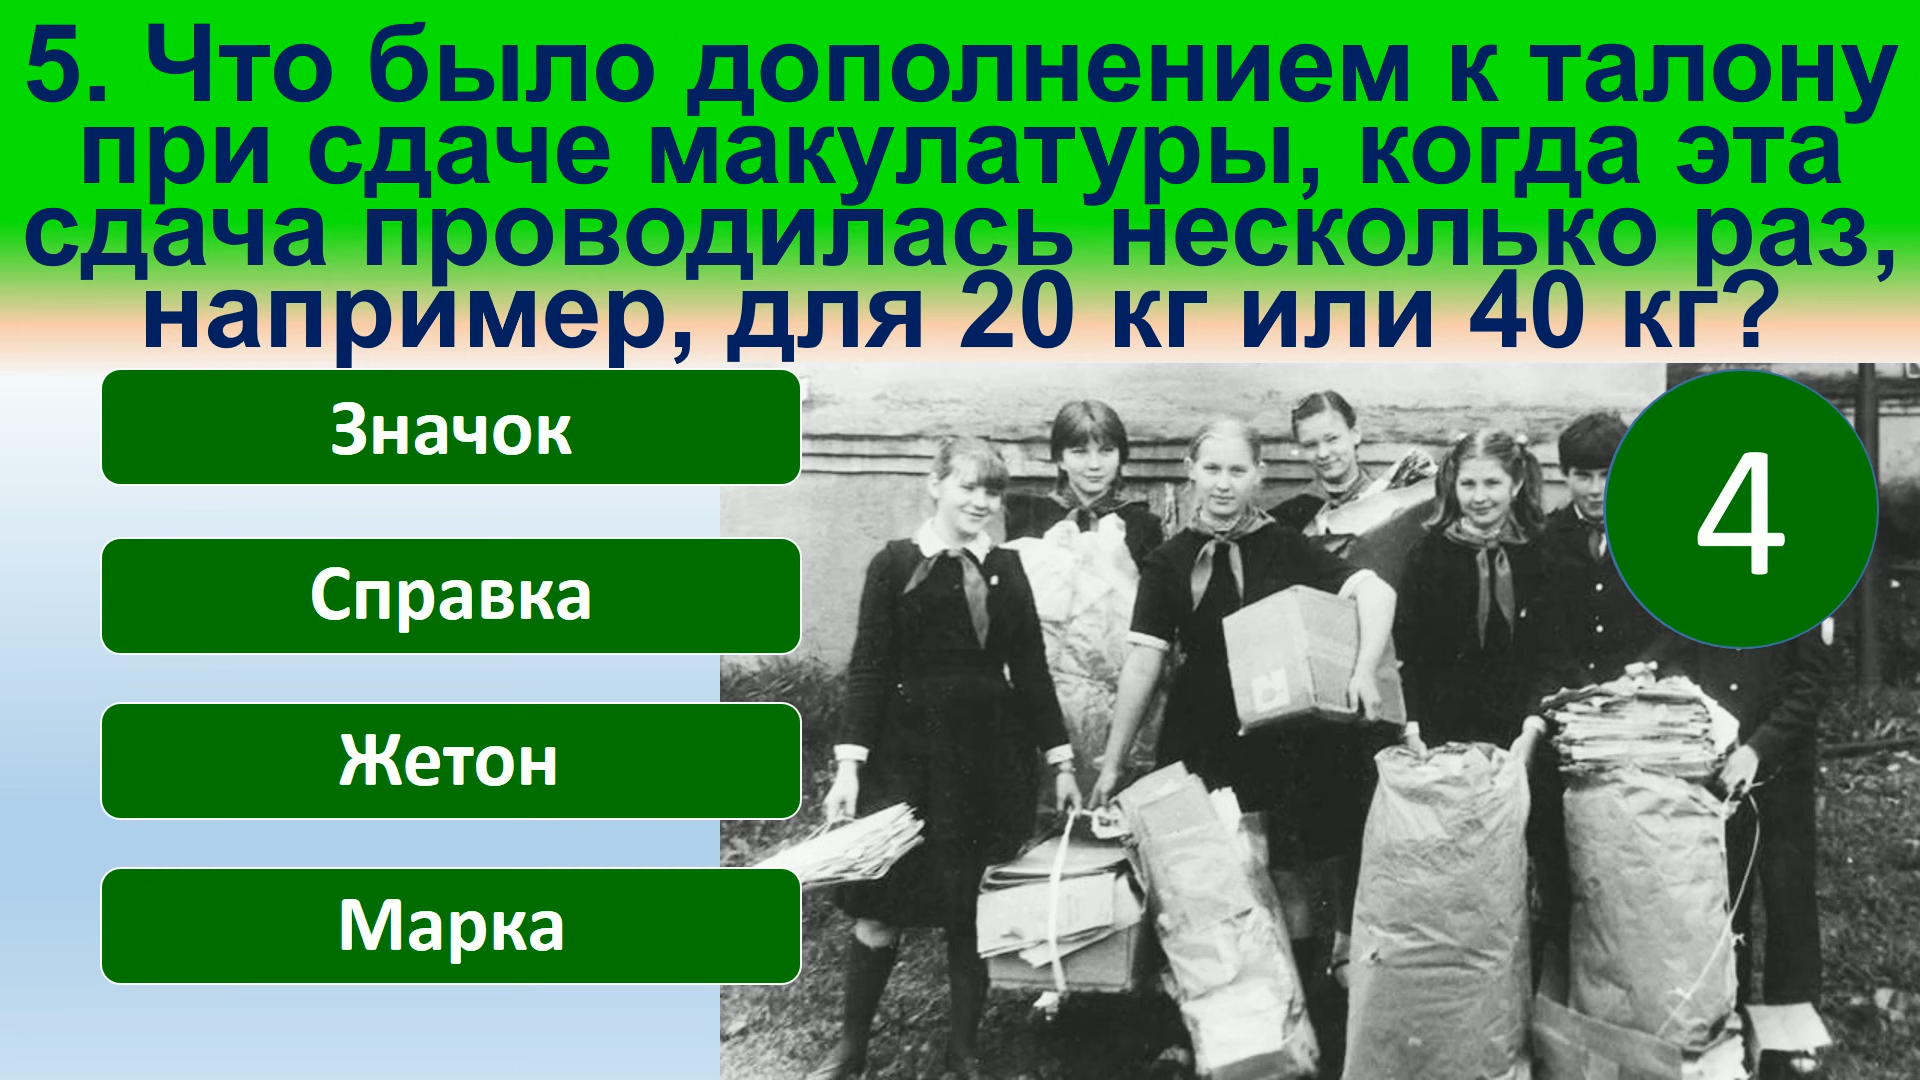 5. Что было дополнением к талону
при сдаче макулатуры, когда эта
сдача проводилась несколько раз,
например, для 20 кг или 40 кг?
Значок
Справка
Жетон
Марка
4